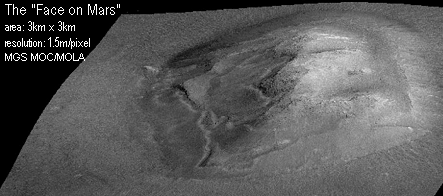 The "Face on Mars"
area: 3km x 3km
resolution: 1.5m/pixel
MGS MOC/MOLA